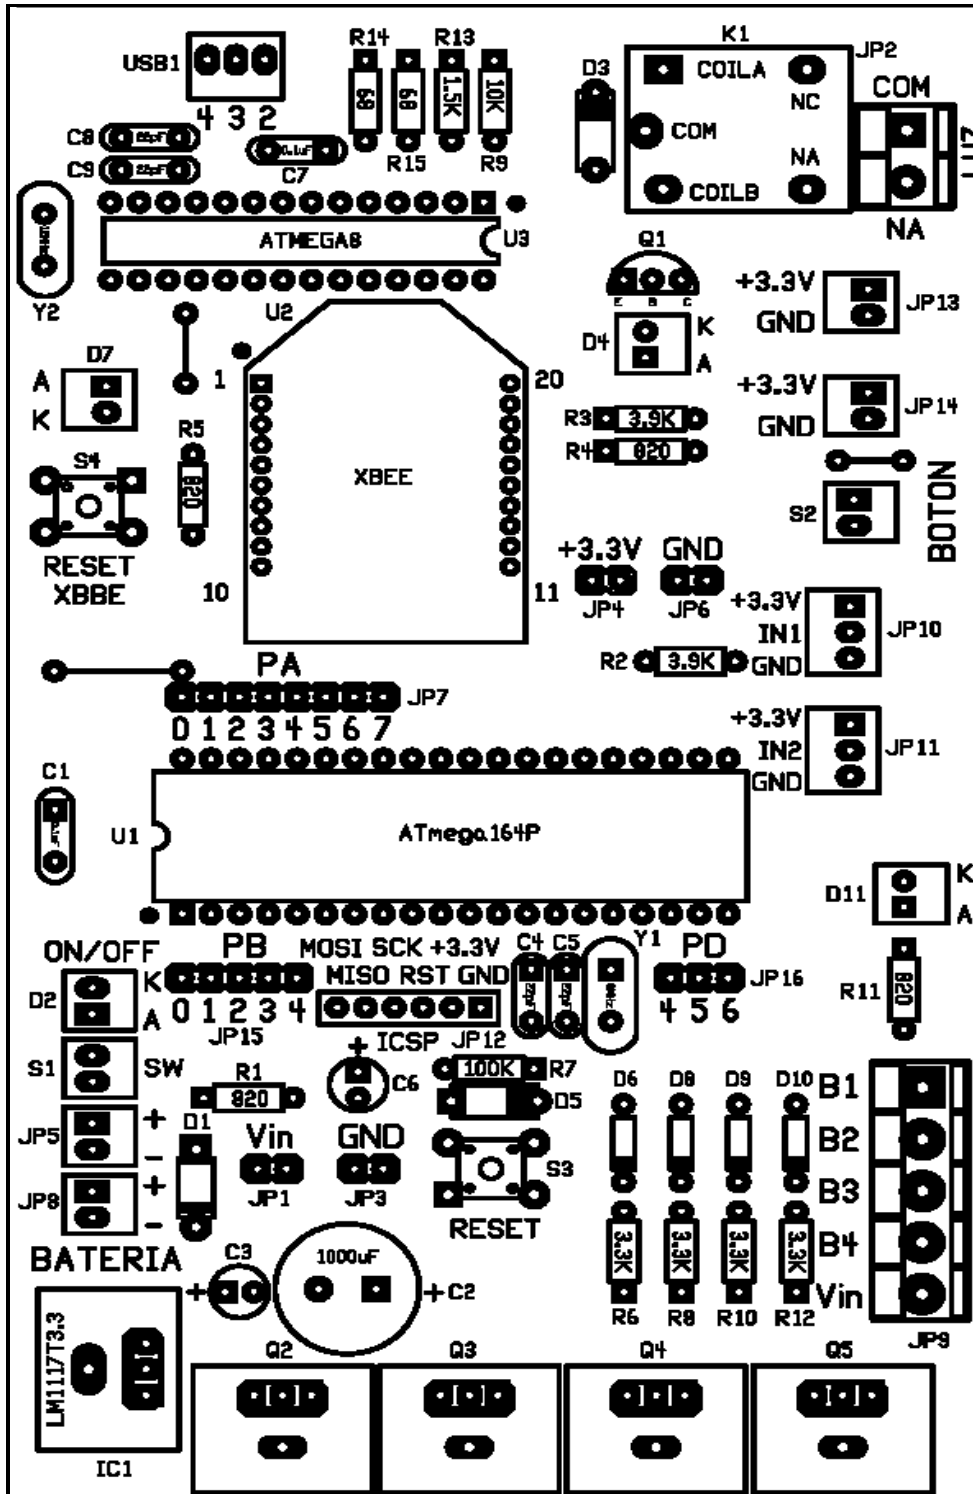 R14 R13 K1 JP2
USB1 D3 COILA COM
68 68 1.5K 10K NC
4 3 2
C8 22pF COM
C9 22pF 0.1uF R15 R9 NA
C7 COILB
NA
ATMEGA8 U3 Q1
E B C +3.3V
Y2 U2 K GND JP13
D7 D4
A 1 20 A +3.3V
K R5 R3 3.9K GND JP14
S4 R4 820
820 XBEE S2 BOTON
RESET +3.3V GND
XBBE 10 11 JP4 JP6 +3.3V
IN1 JP10
PA R2 3.9K GND
JP7
0 1 2 3 4 5 6 7 +3.3V
IN2 JP11
C1 GND
U1 ATmega164P
K
D11
A
ON/OFF PB MOSI SCK +3.3V C4 C5 Y1 PD
K MISO RST GND JP16
D2 22pF 22pF R11 820
A 0 1 2 3 4 4 5 6
JP15 + ICSP JP12
S1 SW R1 C6 100K R7 D6 D8 D9 D10 B1
820 D5
JP5 + D1 Vin GND B2
- S3
JP8 + JP1 JP3 B3
- RESET
BATERIA C3 1000uF 3.3K 3.3K 3.3K 3.3K B4
+ + C2 Vin
R6 R8 R10 R12
LM1117T3.3 Q2 Q3 Q4 Q5 JP9
IC1